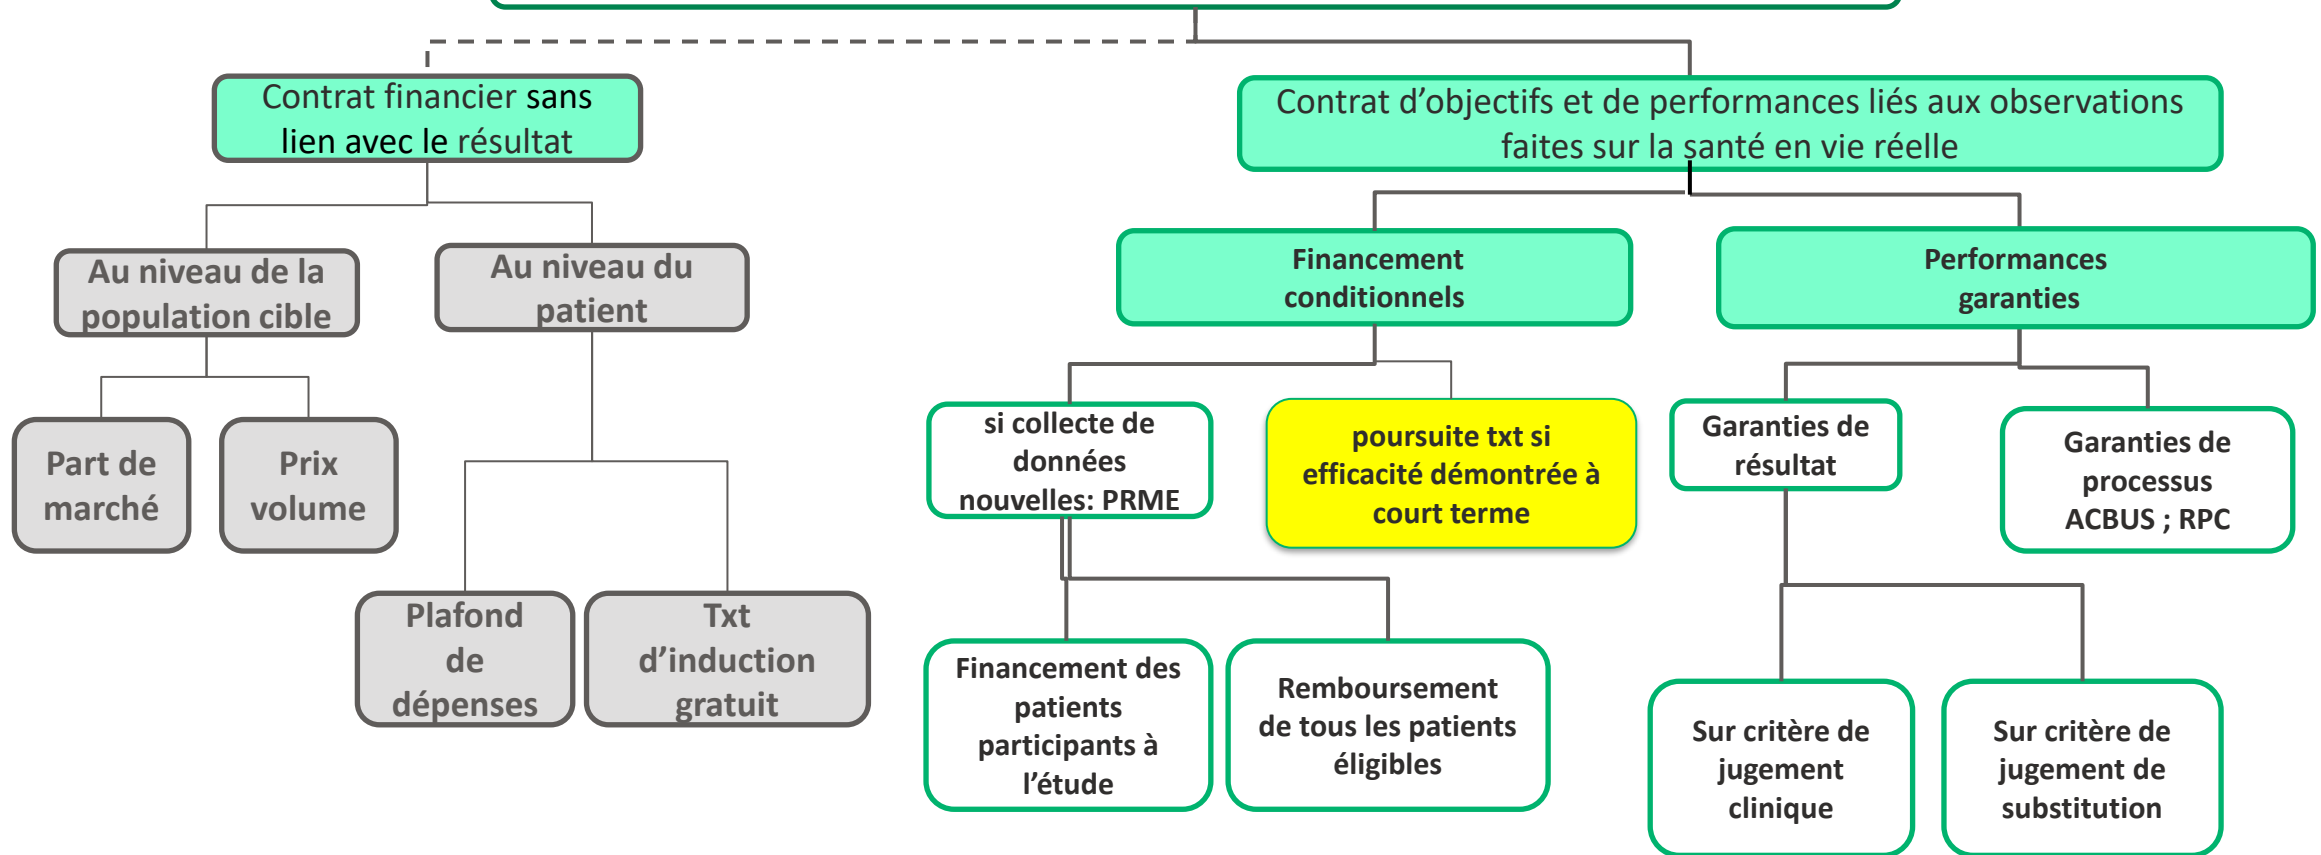 Contrat financier sans
lien avec le résultat
Contrat d’objectifs et de performances liés aux observations
faites sur la santé en vie réelle
Au niveau de la
population cible
Au niveau du
patient
Financement
conditionnels
Performances
garanties
Part de
marché
Prix
volume
si collecte de
données
nouvelles: PRME
poursuite txt si
efficacité démontrée à
court terme
Garanties de
résultat
Garanties de
processus
ACBUS ; RPC
Plafond
de
dépenses
Txt
d’induction
gratuit
Financement des
patients
participants à
l’étude
Remboursement
de tous les patients
éligibles
Sur critère de
jugement
clinique
Sur critère de
jugement de
substitution